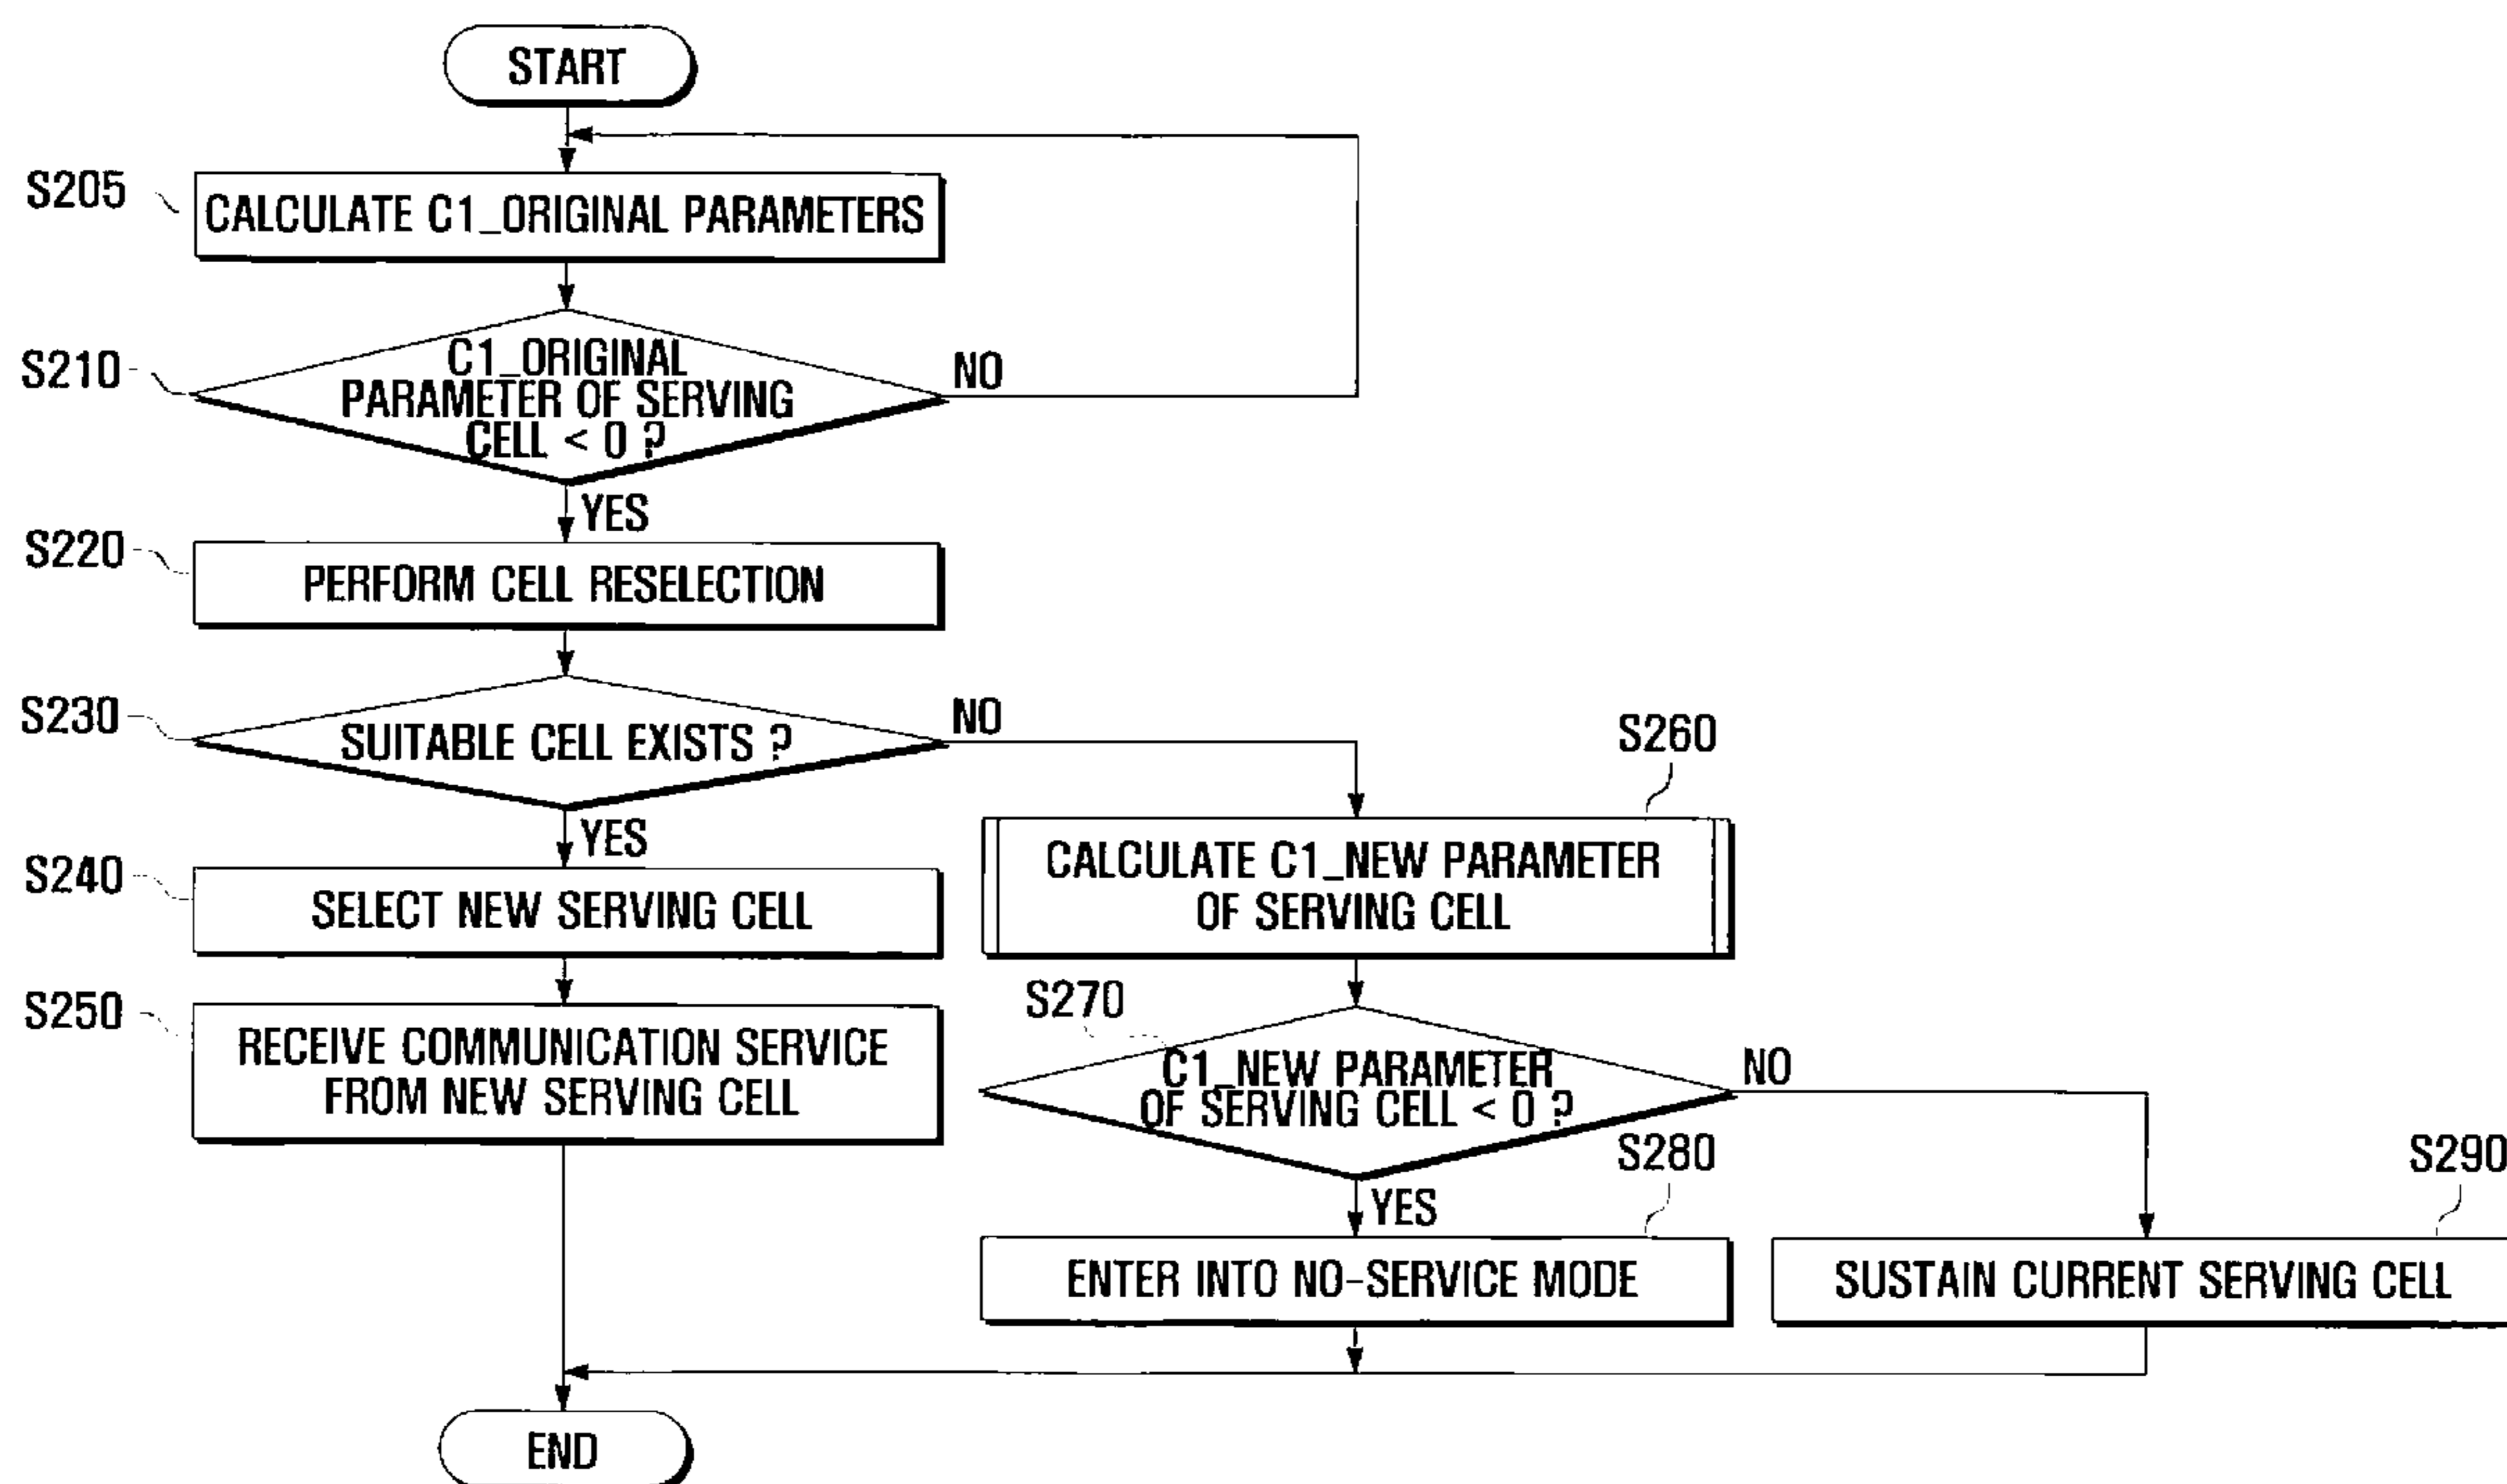 START
S205
CALCULATE C1_ORIGINAL PARAMETERS
S210
C1_ORIGINAL
PARAMETER OF SERVING
CELL < 0 ?
NO
YES
S220
PERFORM CELL RESELECTION
S230
SUITABLE CELL EXISTS ?
NO
YES
S240
SELECT NEW SERVING CELL
S250
RECEIVE COMMUNICATION SERVICE
FROM NEW SERVING CELL
S260
CALCULATE C1_NEW PARAMETER
OF SERVING CELL
S270
C1_NEW PARAMETER
OF SERVING CELL < 0 ?
NO
YES
S280
ENTER INTO NO-SERVICE MODE
S290
SUSTAIN CURRENT SERVING CELL
END